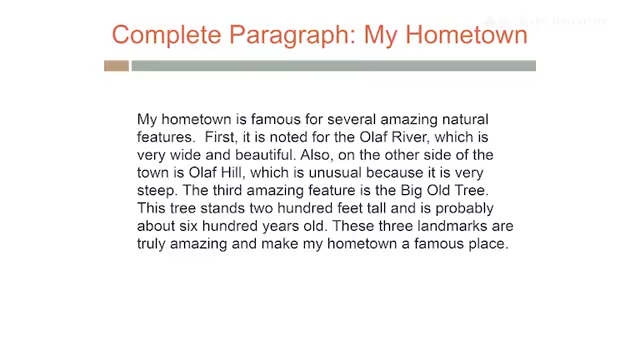 Complete Paragraph: My Hometown
My hometown is famous for several amazing natural
features.  First, it is noted for the Olaf River, which is
very wide and beautiful. Also, on the other side of the
town is Olaf Hill, which is unusual because it is very
steep. The third amazing feature is the Big Old Tree.
This tree stands two hundred feet tall and is probably
about six hundred years old. These three landmarks are
truly amazing and make my hometown a famous place.